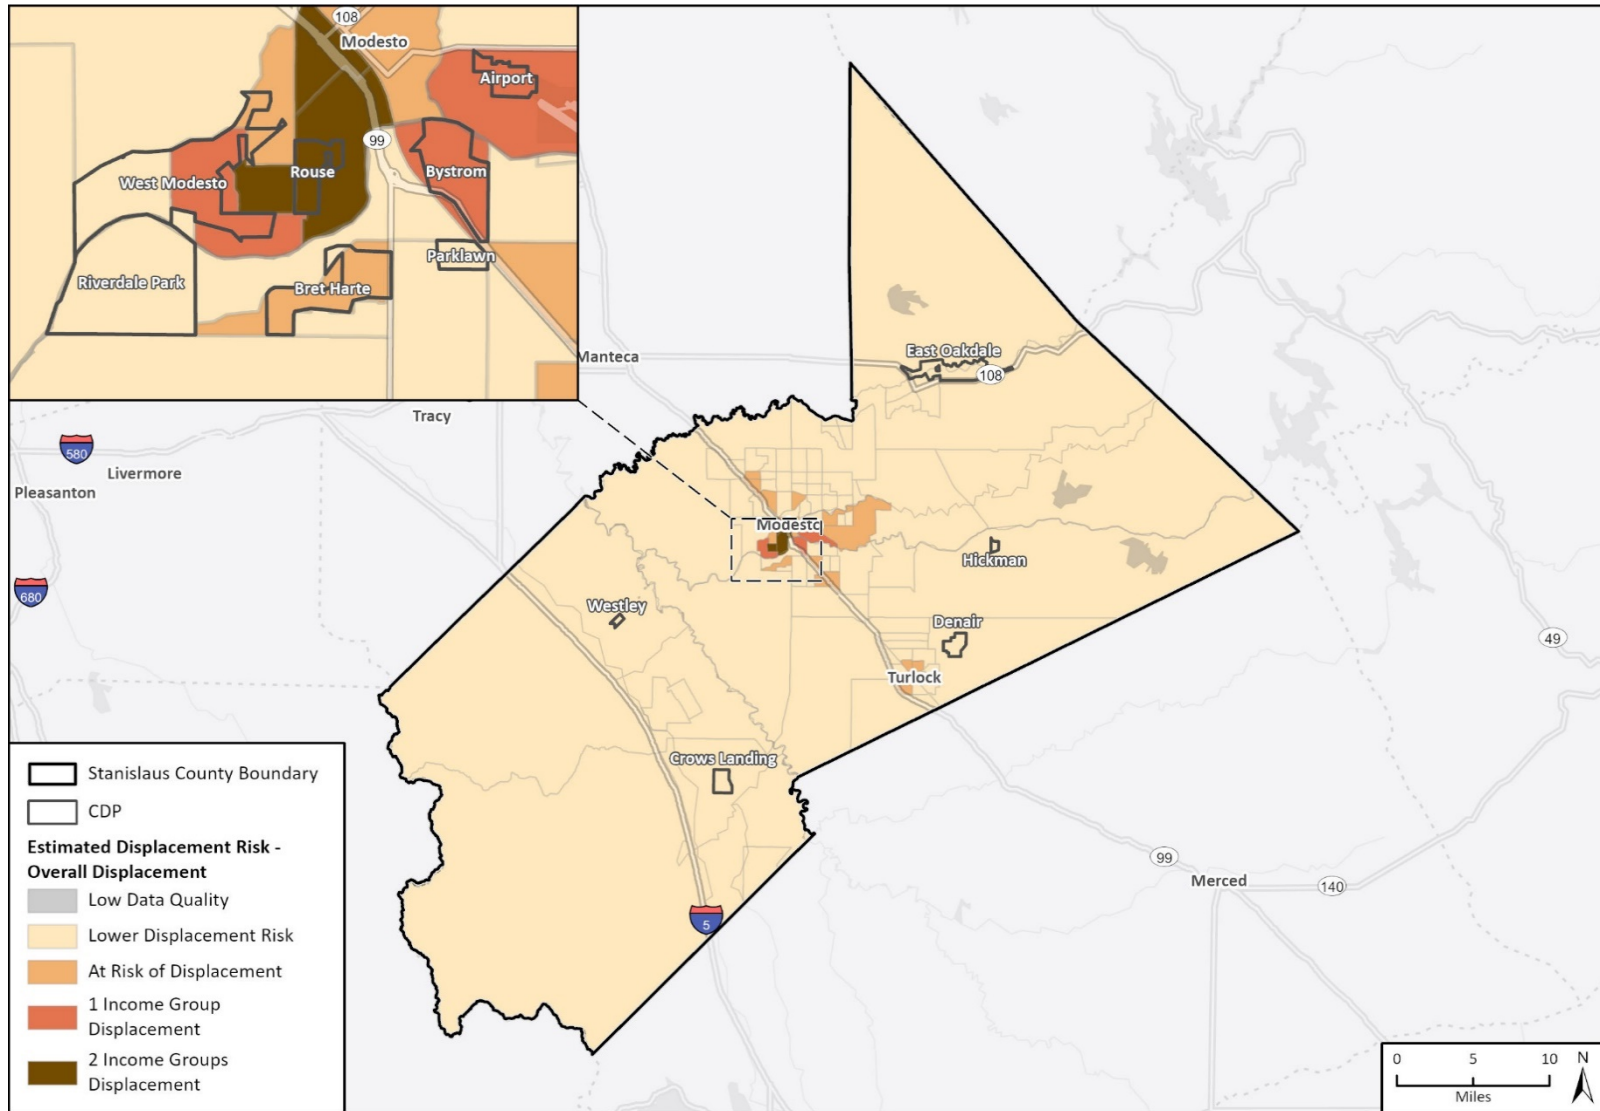 108
Modesto
Airport
99
West Modesto
Rouse
Bystrom
Parklawn
Riverdale Park
Bret Harte
Manteca
Tracy
580
Livermore
Pleasanton
680
East Oakdale
108
Modesto
Hickman
Westley
Denair
Turlock
49
Crows Landing
5
99
Merced
140
Stanislaus County Boundary
CDP
Estimated Displacement Risk -
Overall Displacement
Low Data Quality
Lower Displacement Risk
At Risk of Displacement
1 Income Group
Displacement
2 Income Groups
Displacement
0 5 10
Miles
N